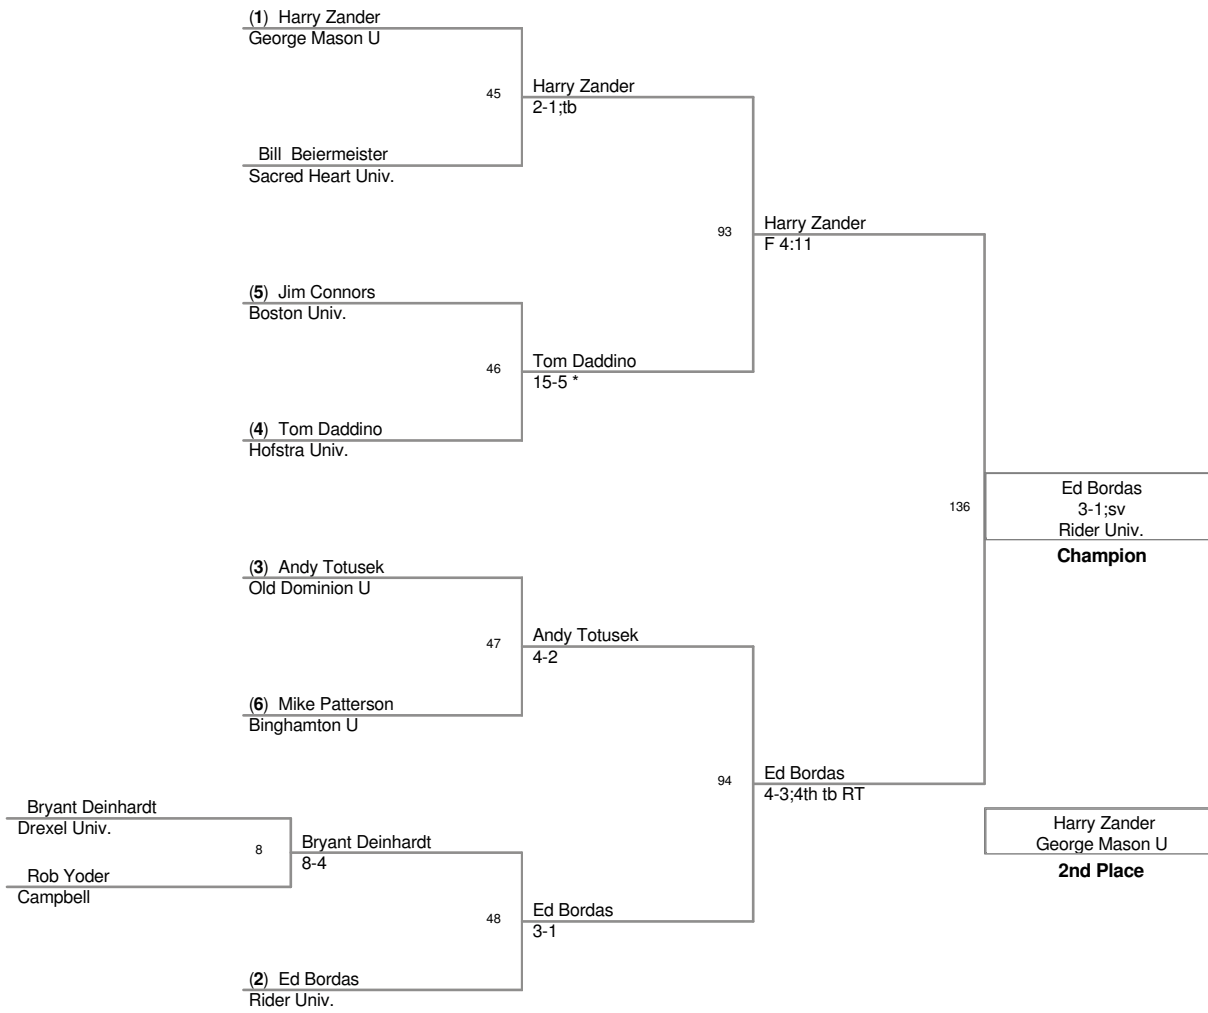 (1) Harry Zander
George Mason U
45
Harry Zander
2-1;tb
Bill Beiermeister
Sacred Heart Univ.
93
Harry Zander
F 4:11
(5) Jim Connors
Boston Univ.
46
Tom Daddino
15-5 *
(4) Tom Daddino
Hofstra Univ.
136
Ed Bordas
3-1;sv
Rider Univ.
Champion
(3) Andy Totusek
Old Dominion U
47
Andy Totusek
4-2
(6) Mike Patterson
Binghamton U
94
Ed Bordas
4-3;4th tb RT
Bryant Deinhardt
Drexel Univ.
8
Bryant Deinhardt
8-4
Rob Yoder
Campbell
48
Ed Bordas
3-1
(2) Ed Bordas
Rider Univ.
Harry Zander
George Mason U
2nd Place